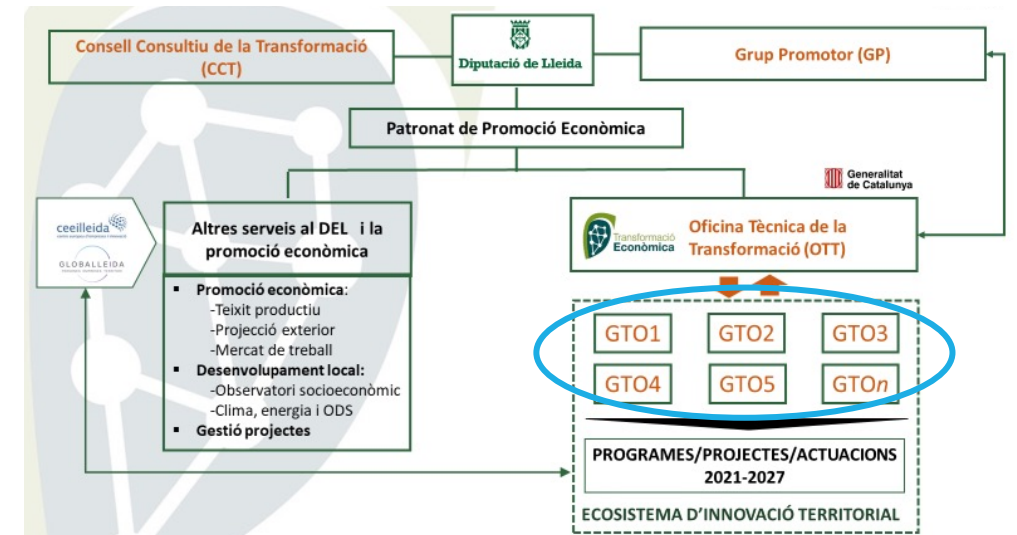 Consell Consultiu de la Transformació
(CCT)
Diputació de Lleida
Grup Promotor (GP)
Patronat de Promoció Econòmica
Generalitat
de Catalunya
ceeilleida
GLOBALLEIDA
Altres serveis al DEL i la
promoció econòmica
Transformació
Econòmica
Oficina Tècnica de la
Transformació (OTT)
▪ Promoció econòmica:
-Teixit productiu
-Projecció exterior
-Mercat de treball
▪ Desenvolupament local:
-Observatori socioeconòmic
-Clima, energia i ODS
▪ Gestió projectes
GTO1 GTO2 GTO3
GTO4 GTO5 GTOn
PROGRAMES/PROJECTES/ACTUACIONS
2021-2027
ECOSISTEMA D'INNOVACIÓ TERRITORIAL